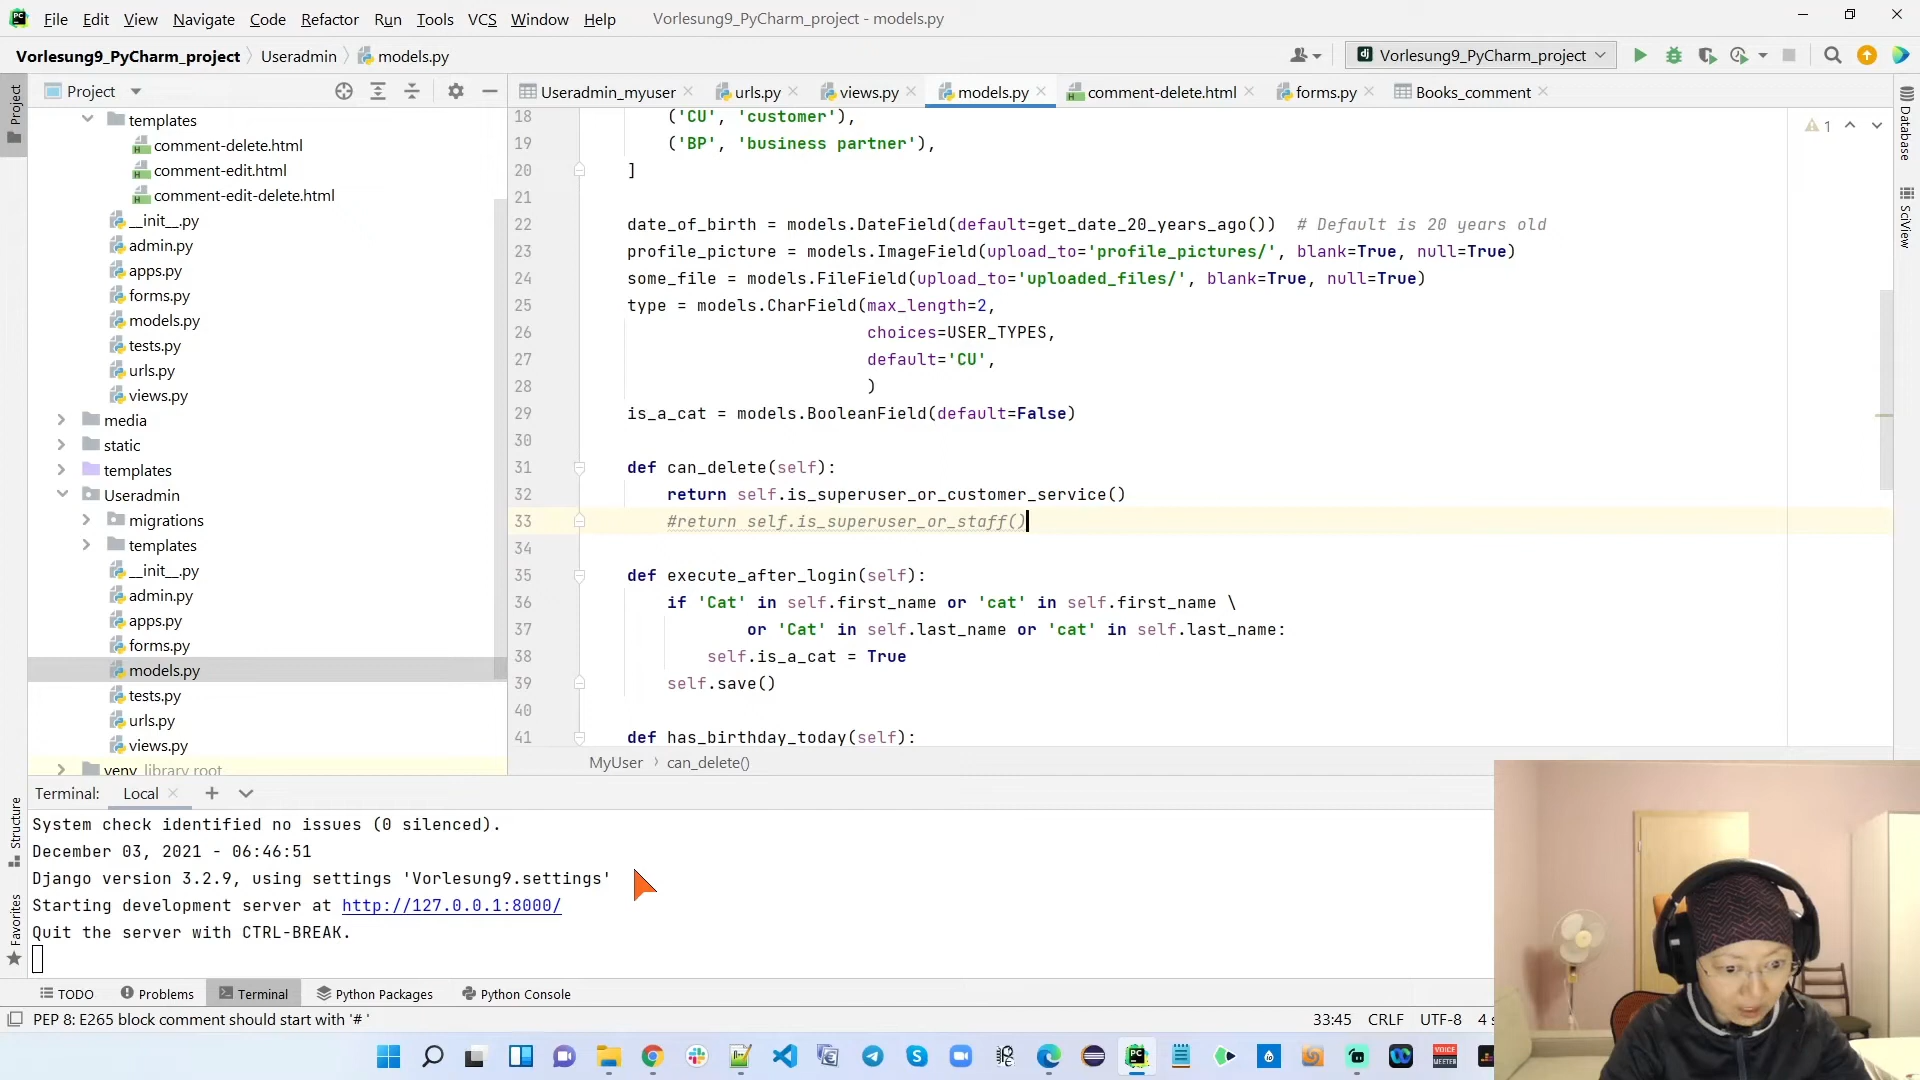 File Edit View Navigate Code Refactor Run Tools VCS Window Help Vorlesung9_PyCharm_project - models.py
Vorlesung9_PyCharm_project Useradmin models.py
Vorlesung9_PyCharm_project
Project
Useradmin_myuser urls.py views.py models.py comment-delete.html forms.py Books_comment
Project
templates
comment-delete.html
comment-edit.html
comment-edit-delete.html
__init__.py
admin.py
apps.py
forms.py
models.py
tests.py
urls.py
views.py
media
static
templates
Useradmin
migrations
templates
__init__.py
admin.py
apps.py
forms.py
models.py
tests.py
urls.py
views.py
venv library root
18 ('CU', 'customer'),
19 ('BP', 'business partner'),
20 ]
21
22 date_of_birth = models.DateField(default=get_date_20_years_ago()) # Default is 20 years old
23 profile_picture = models.ImageField(upload_to='profile_pictures/', blank=True, null=True)
24 some_file = models.FileField(upload_to='uploaded_files/', blank=True, null=True)
25 type = models.CharField(max_length=2,
26 choices=USER_TYPES,
27 default='CU',
28 )
29 is_a_cat = models.BooleanField(default=False)
30
31 def can_delete(self):
32 return self.is_superuser_or_customer_service()
33 #return self.is_superuser_or_staff()
34
35 def execute_after_login(self):
36 if 'Cat' in self.first_name or 'cat' in self.first_name \
37 or 'Cat' in self.last_name or 'cat' in self.last_name:
38 self.is_a_cat = True
39 self.save()
40
41 def has_birthday_today(self):
1
MyUser can_delete()
Database
SciView
Structure
Favorites
Terminal: Local
System check identified no issues (0 silenced).
December 03, 2021 - 06:46:51
Django version 3.2.9, using settings 'Vorlesung9.settings'
Starting development server at http://127.0.0.1:8000/
Quit the server with CTRL-BREAK.
TODO Problems Terminal Python Packages Python Console
PEP 8: E265 block comment should start with '# '
33:45 CRLF UTF-8 4 s
VOICE MEETER